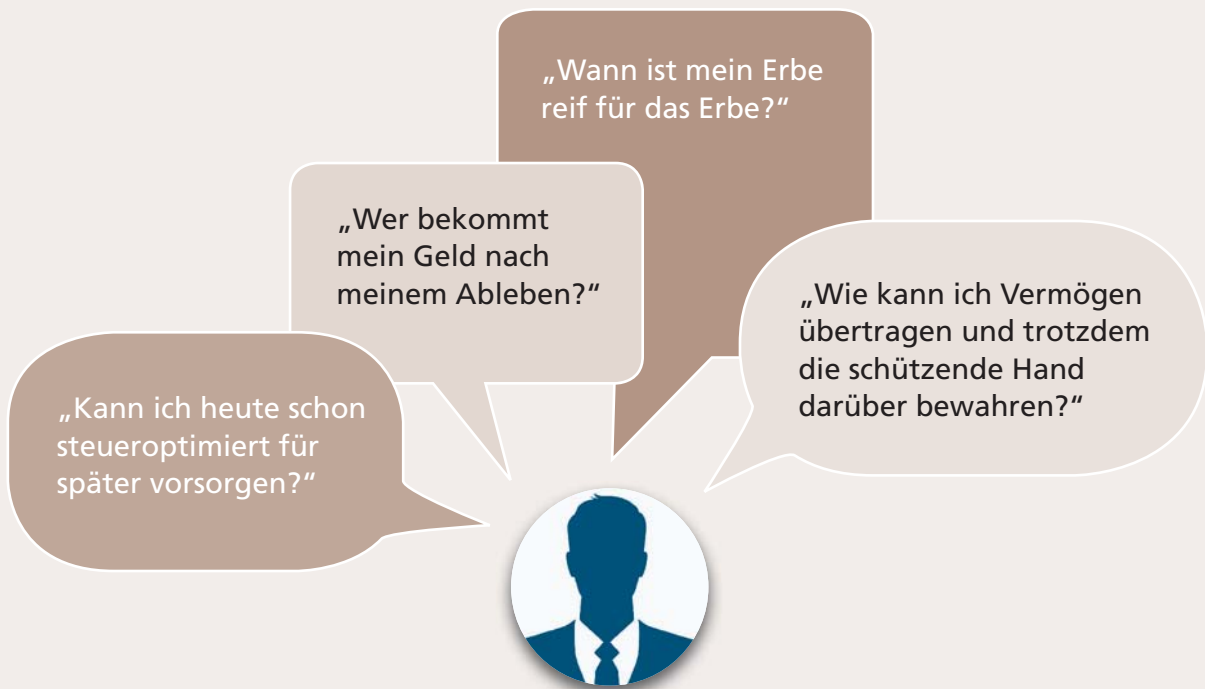 „Wann ist mein Erbe
reif für das Erbe?“
„Wer bekommt
mein Geld nach
meinem Ableben?“
„Wie kann ich Vermögen
übertragen und trotzdem
die schützende Hand
darüber bewahren?“
„Kann ich heute schon
steueroptimiert für
später vorsorgen?“